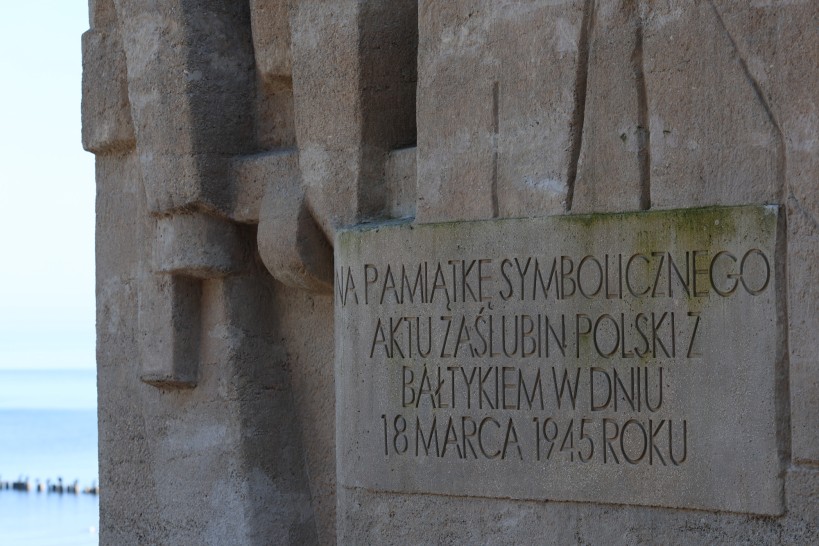 NA PAMIĄTKĘ SYMBOLICZNEGO
AKTU ZAŚLUBIN POLSKI Z
BAŁTYKIEM W DNIU
18 MARCA 1945 ROKU